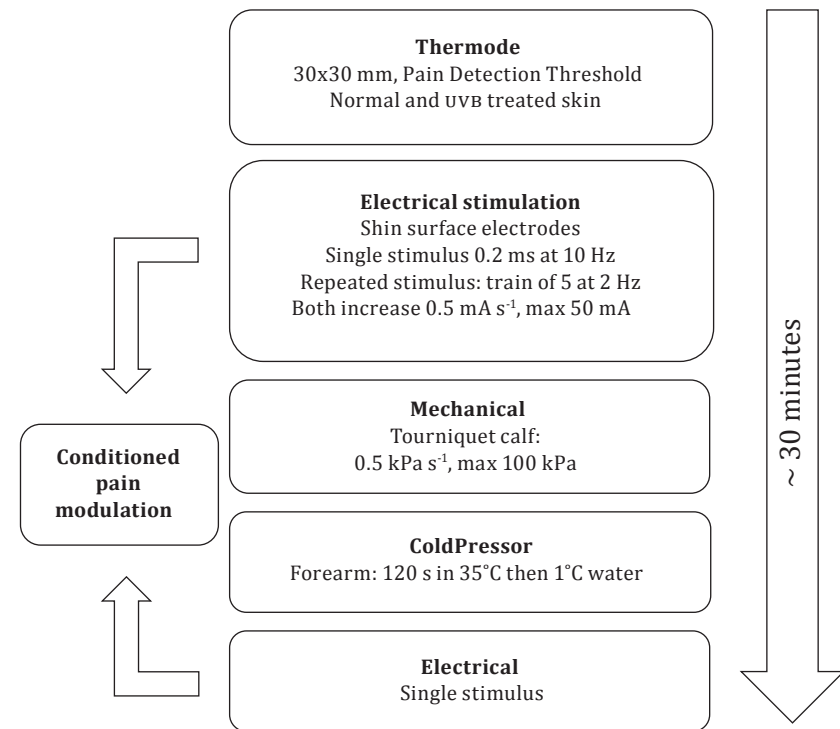 Thermode
30x30 mm, Pain Detection Threshold
Normal and UVB treated skin
Electrical stimulation
Shin surface electrodes
Single stimulus 0.2 ms at 10 Hz
Repeated stimulus: train of 5 at 2 Hz
Both increase 0.5 mA s⁻¹, max 50 mA
Mechanical
Tourniquet calf:
0.5 kPa s⁻¹, max 100 kPa
Conditioned
pain
modulation
ColdPressor
Forearm: 120 s in 35°C then 1°C water
Electrical
Single stimulus
~ 30 minutes